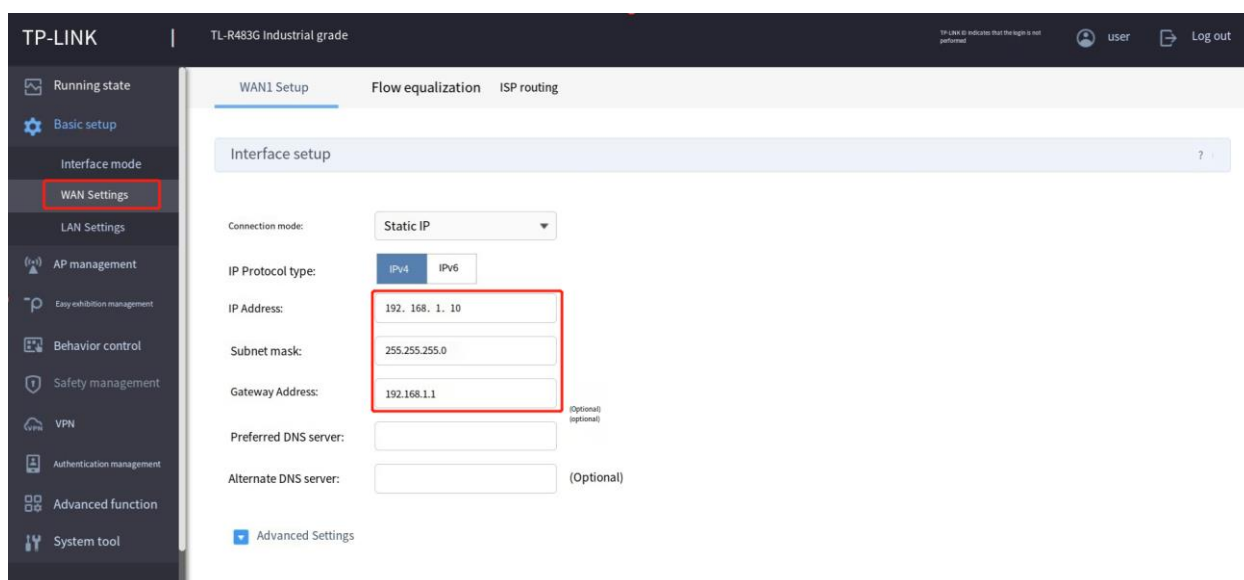 TP-LINK | TL-R483G Industrial grade
TP-LINK ID indicates that the login is not
performed
user
Log out
Running state
Basic setup
Interface mode
WAN Settings
LAN Settings
AP management
Easy exhibition management
Behavior control
Safety management
VPN
Authentication management
Advanced function
System tool
WAN1 Setup
Flow equalization
ISP routing
Interface setup
?
Connection mode:
Static IP
IP Protocol type:
IPv4
IPv6
IP Address:
192. 168. 1. 10
Subnet mask:
255.255.255.0
Gateway Address:
192.168.1.1
(Optional)
(optional)
Preferred DNS server:
Alternate DNS server:
(Optional)
Advanced Settings